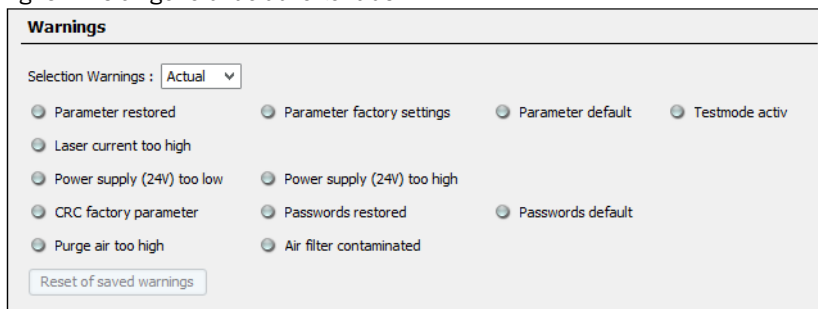 Warnings
Selection Warnings : Actual
Parameter restored Parameter factory settings Parameter default Testmode activ
Laser current too high
Power supply (24V) too low Power supply (24V) too high
CRC factory parameter Passwords restored Passwords default
Purge air too high Air filter contaminated
Reset of saved warnings